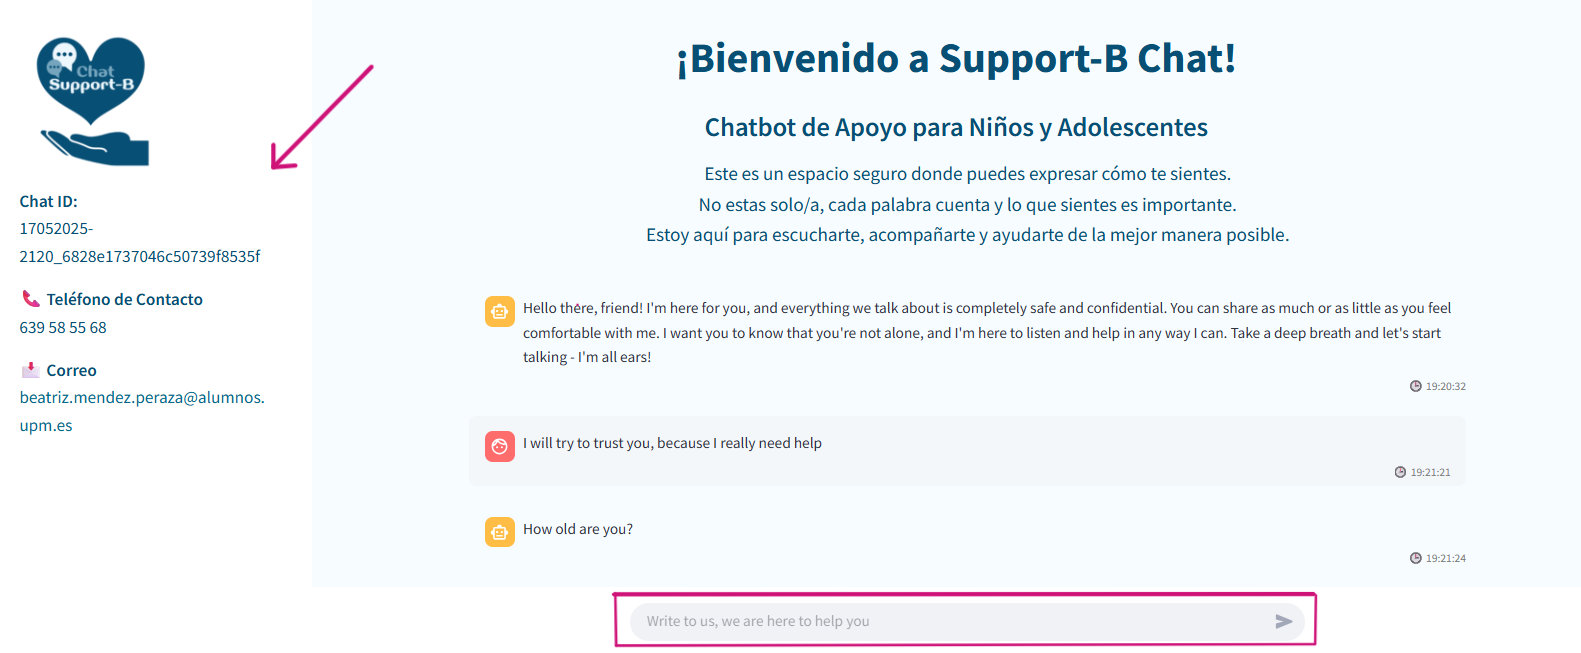 Chat
Support-B
Chat ID:
17052025-
2120_6828e1737046c50739f8535f
Teléfono de Contacto
639 58 55 68
Correo
beatriz.mendez.peraza@alumnos.
upm.es
¡Bienvenido a Support-B Chat!
Chatbot de Apoyo para Niños y Adolescentes
Este es un espacio seguro donde puedes expresar cómo te sientes.
No estas solo/a, cada palabra cuenta y lo que sientes es importante.
Estoy aquí para escucharte, acompañarte y ayudarte de la mejor manera posible.
Hello there, friend! I'm here for you, and everything we talk about is completely safe and confidential. You can share as much or as little as you feel
comfortable with me. I want you to know that you're not alone, and I'm here to listen and help in any way I can. Take a deep breath and let's start
talking - I'm all ears!
19:20:32
I will try to trust you, because I really need help
19:21:21
How old are you?
19:21:24
Write to us, we are here to help you